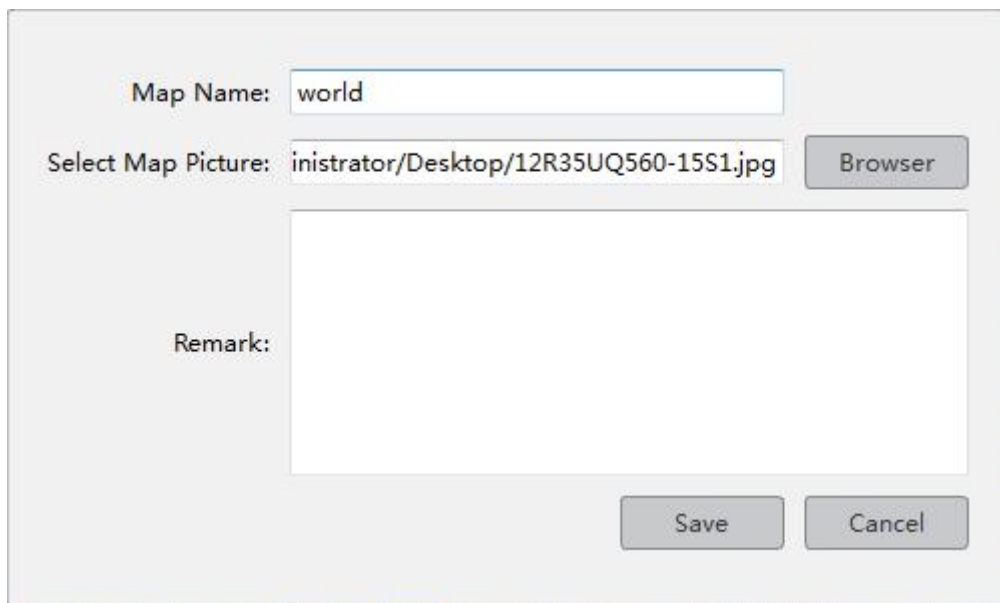 Map Name: world
Select Map Picture: inistrator/Desktop/12R35UQ560-15S1.jpg Browser
Remark:
Save Cancel